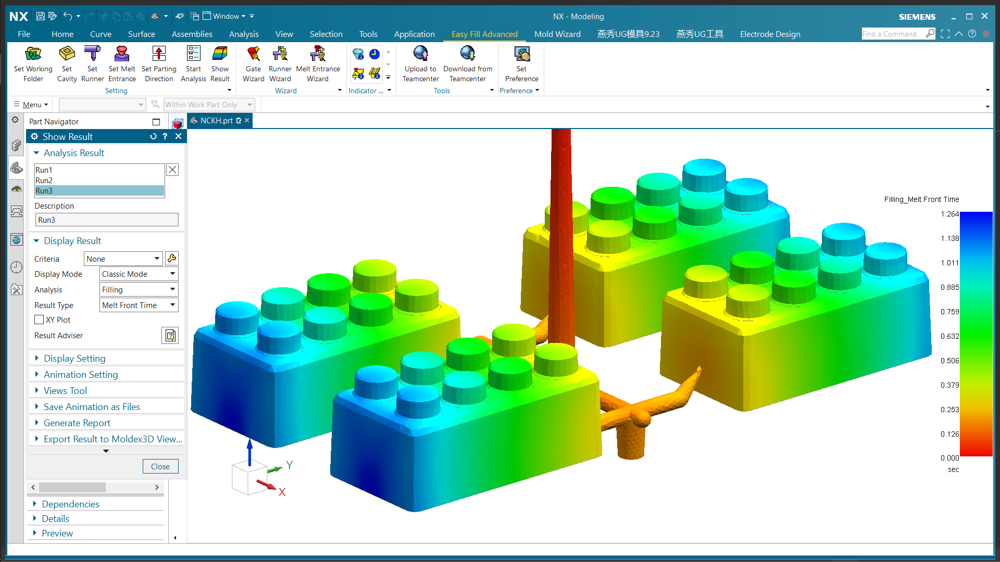 NX
Window
NX - Modeling
SIEMENS
File Home Curve Surface Assemblies Analysis View Selection Tools Application Easy Fill Advanced Mold Wizard 燕秀UG模具9.23 燕秀UG工具 Electrode Design
Find a Command
Set Working Folder
Set Cavity
Set Runner
Set Melt Entrance
Set Parting Direction
Start Analysis
Show Result
Gate Wizard
Runner Wizard
Melt Entrance Wizard
Upload to Teamcenter
Download from Teamcenter
Set Preference
Setting
Wizard
Indicator ...
Tools
Preference
Menu
Within Work Part Only
Part Navigator
NCKH.prt
Show Result
Analysis Result
Run1
Run2
Run3
Description
Run3
Display Result
Criteria None
Display Mode Classic Mode
Analysis Filling
Result Type Melt Front Time
XY Plot
Result Adviser
Display Setting
Animation Setting
Views Tool
Save Animation as Files
Generate Report
Export Result to Moldex3D View...
Close
Dependencies
Details
Preview
Y
X
Filling_Melt Front Time
1.264
1.138
1.011
0.885
0.759
0.632
0.506
0.379
0.253
0.126
0.000
sec